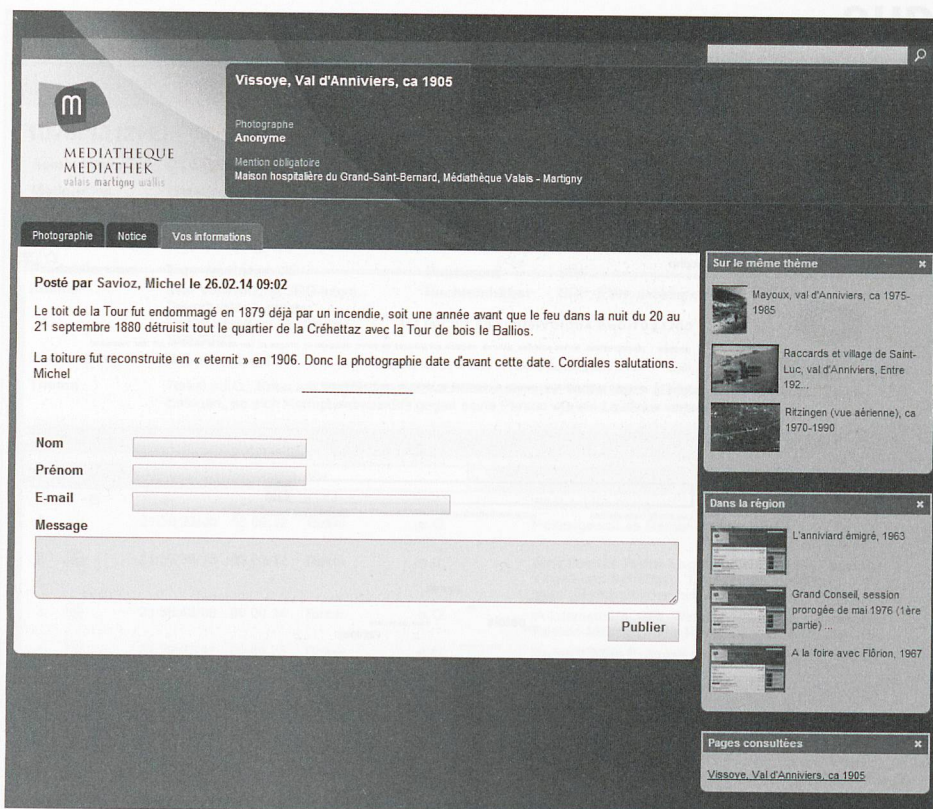 Vissoye, Val d'Anniviers, ca 1905
Photographe
Anonyme
Mention obligatoire
Maison hospitalière du Grand-Saint-Bernard, Médiathèque Valais - Martigny
m
MEDIATHEQUE
MEDIATHEK
valais martigny wallis
Photographie
Notice
Vos informations
Posté par Savioz, Michel le 26.02.14 09:02
Le toit de la Tour fut endommagé en 1879 déjà par un incendie, soit une année avant que le feu dans la nuit du 20 au
21 septembre 1880 détruisit tout le quartier de la Créhettaz avec la Tour de bois le Ballios.
La toiture fut reconstruite en « eternit » en 1906. Donc la photographie date d'avant cette date. Cordiales salutations.
Michel
Nom
Prénom
E-mail
Message
Publier
Sur le même thème
Mayoux, val d'Anniviers, ca 1975-
1985
Raccards et village de Saint-
Luc, val d'Anniviers, Entre
192...
Ritzingen (vue aérienne), ca
1970-1990
Dans la région
L'anniviard émigré, 1963
Grand Conseil, session
prorogée de mai 1976 (1ère
partie) ...
A la foire avec Flôrion, 1967
Pages consultées
Vissoye, Val d'Anniviers, ca 1905